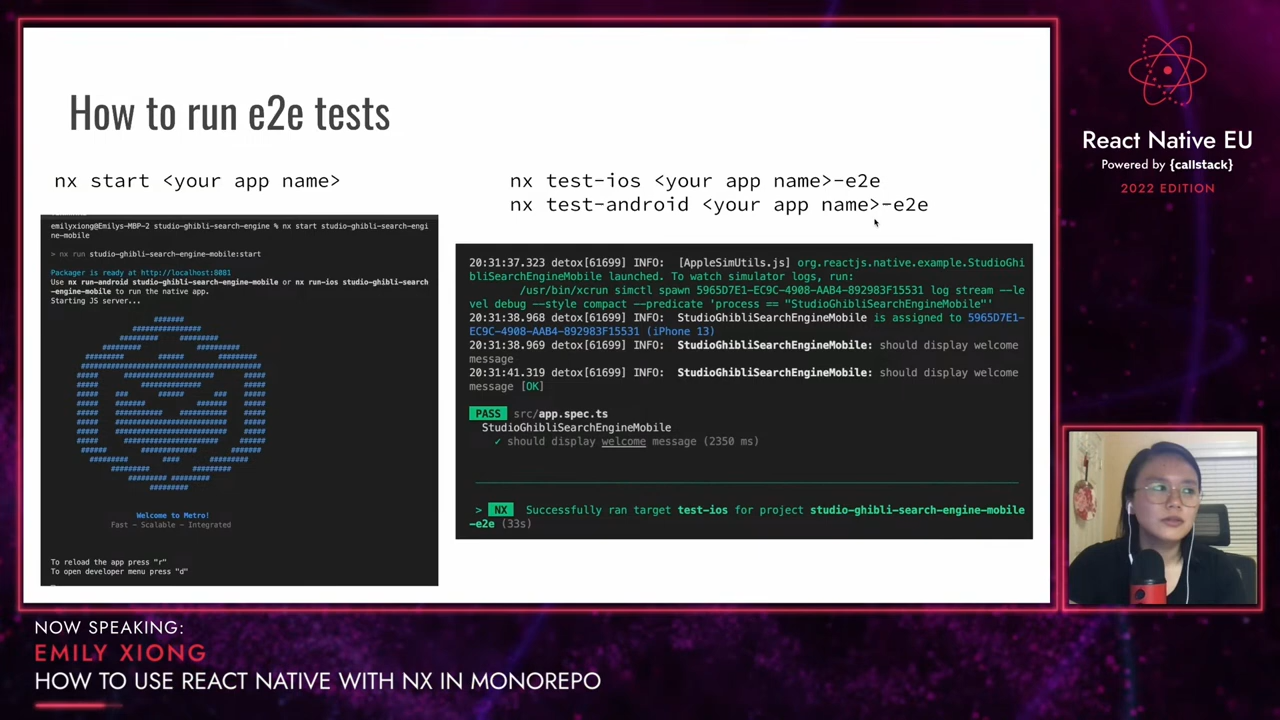 How to run e2e tests
nx start <your app name>
nx test-ios <your app name>-e2e
nx test-android <your app name>-e2e
emilyxiong@Emilys-MBP-2 studio-ghibli-search-engine % nx start studio-ghibli-search-engi
ne-mobile
> nx run studio-ghibli-search-engine-mobile:start
Packager is ready at http://localhost:8081
Use nx run-android studio-ghibli-search-engine-mobile or nx run-ios studio-ghibli-search
-engine-mobile to run the native app.
Starting JS server...
Welcome to Metro!
Fast - Scalable - Integrated
To reload the app press "r"
To open developer menu press "d"
20:31:37.323 detox[61699] INFO:  [AppleSimUtils.js] org.reactjs.native.example.StudioGhi
bliSearchEngineMobile launched. To watch simulator logs, run:
/usr/bin/xcrun simctl spawn 5965D7E1-EC9C-4908-AAB4-892983F15531 log stream --le
vel debug --style compact --predicate 'process == "StudioGhibliSearchEngineMobile"'
20:31:38.968 detox[61699] INFO:  StudioGhibliSearchEngineMobile is assigned to 5965D7E1-
EC9C-4908-AAB4-892983F15531 (iPhone 13)
20:31:38.969 detox[61699] INFO:  StudioGhibliSearchEngineMobile: should display welcome
message
20:31:41.319 detox[61699] INFO:  StudioGhibliSearchEngineMobile: should display welcome
message [OK]
PASS src/app.spec.ts
StudioGhibliSearchEngineMobile
✓ should display welcome message (2350 ms)
> NX Successfully ran target test-ios for project studio-ghibli-search-engine-mobile
-e2e (33s)
React Native EU
Powered by {callstack}
2022 EDITION
NOW SPEAKING:
EMILY XIONG
HOW TO USE REACT NATIVE WITH NX IN MONOREPO